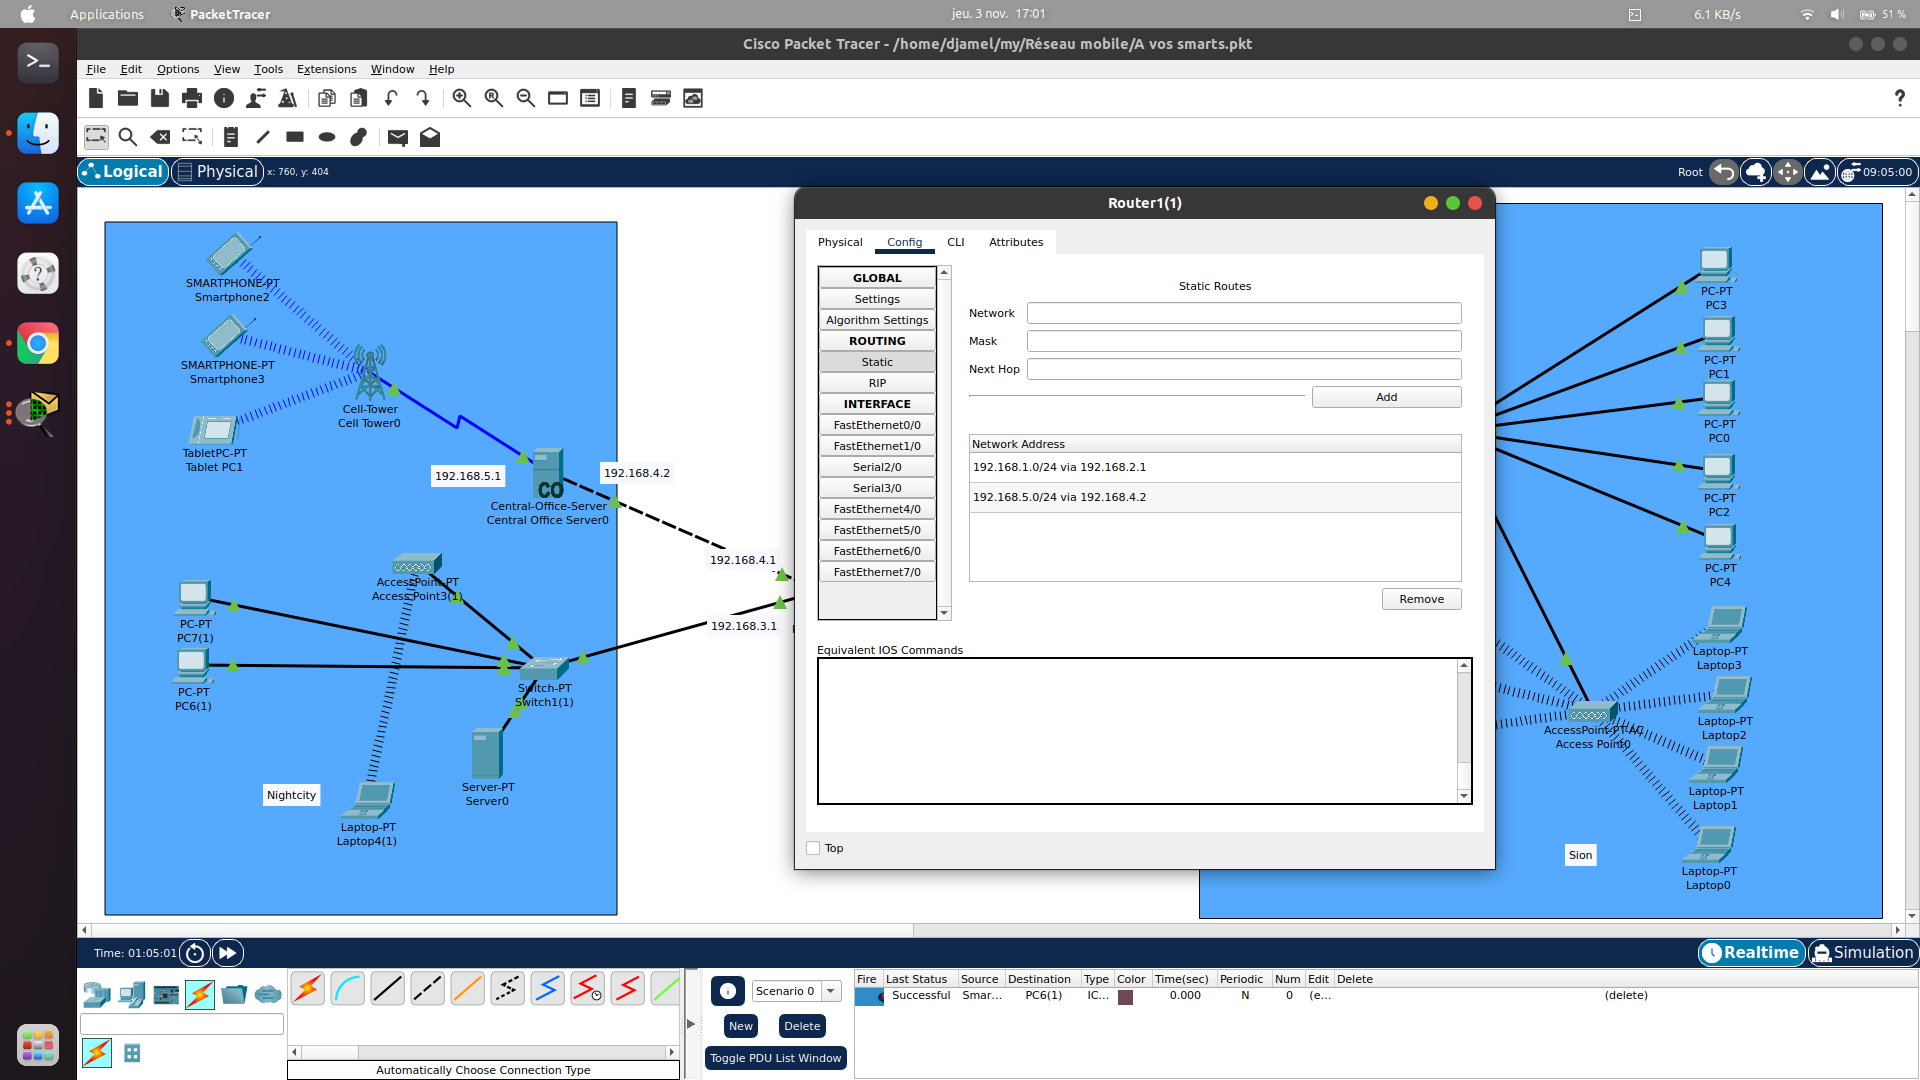 Applications
PacketTracer
jeu. 3 nov. 17:01
6.1 KB/s
51 %
Cisco Packet Tracer - /home/djamel/my/Réseau mobile/A vos smarts.pkt
File Edit Options View Tools Extensions Window Help
Logical
Physical
x: 760, y: 404
Root
09:05:00
SMARTPHONE-PT
Smartphone2
SMARTPHONE-PT
Smartphone3
Cell-Tower
Cell Tower0
TabletPC-PT
Tablet PC1
192.168.5.1
192.168.4.2
CO
Central-Office-Server
Central Office Server0
192.168.4.1
AccessPoint-PT
Access Point3(1)
PC-PT
PC7(1)
192.168.3.1
PC-PT
PC6(1)
Switch-PT
Switch1(1)
Server-PT
Server0
Nightcity
Laptop-PT
Laptop4(1)
Router1(1)
Physical
Config
CLI
Attributes
GLOBAL
Settings
Algorithm Settings
ROUTING
Static
RIP
INTERFACE
FastEthernet0/0
FastEthernet1/0
Serial2/0
Serial3/0
FastEthernet4/0
FastEthernet5/0
FastEthernet6/0
FastEthernet7/0
Static Routes
Network
Mask
Next Hop
Add
Network Address
192.168.1.0/24 via 192.168.2.1
192.168.5.0/24 via 192.168.4.2
Remove
Equivalent IOS Commands
Top
PC-PT
PC3
PC-PT
PC1
PC-PT
PC0
PC-PT
PC2
PC-PT
PC4
Laptop-PT
Laptop3
Laptop-PT
Laptop2
AccessPoint-PT-AC
Access Point0
Laptop-PT
Laptop1
Sion
Laptop-PT
Laptop0
Time: 01:05:01
Realtime
Simulation
Automatically Choose Connection Type
Scenario 0
New
Delete
Toggle PDU List Window
Fire Last Status Source Destination Type Color Time(sec) Periodic Num Edit Delete
Successful Smar... PC6(1) IC... 0.000 N 0 (e... (delete)